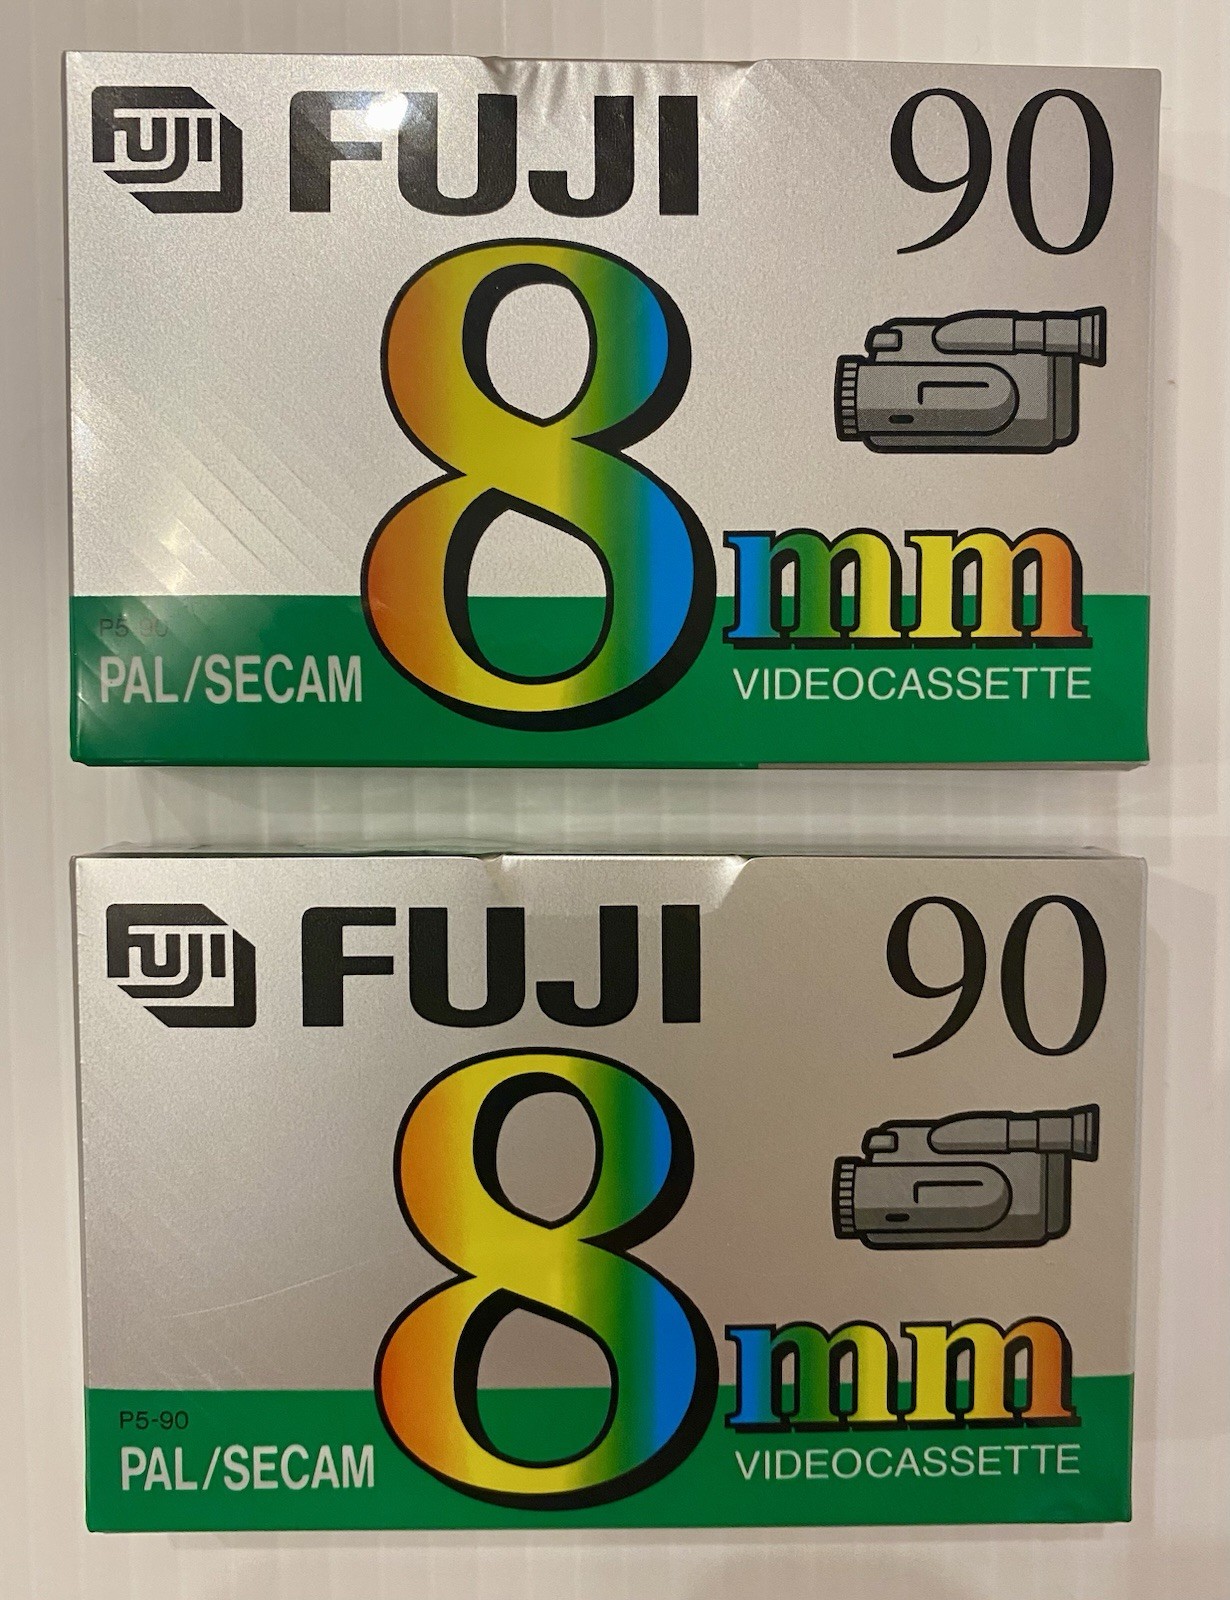 FUJI FUJI 90
8mm
P5-90
PAL/SECAM
VIDEOCASSETTE
FUJI FUJI 90
8mm
P5-90
PAL/SECAM
VIDEOCASSETTE